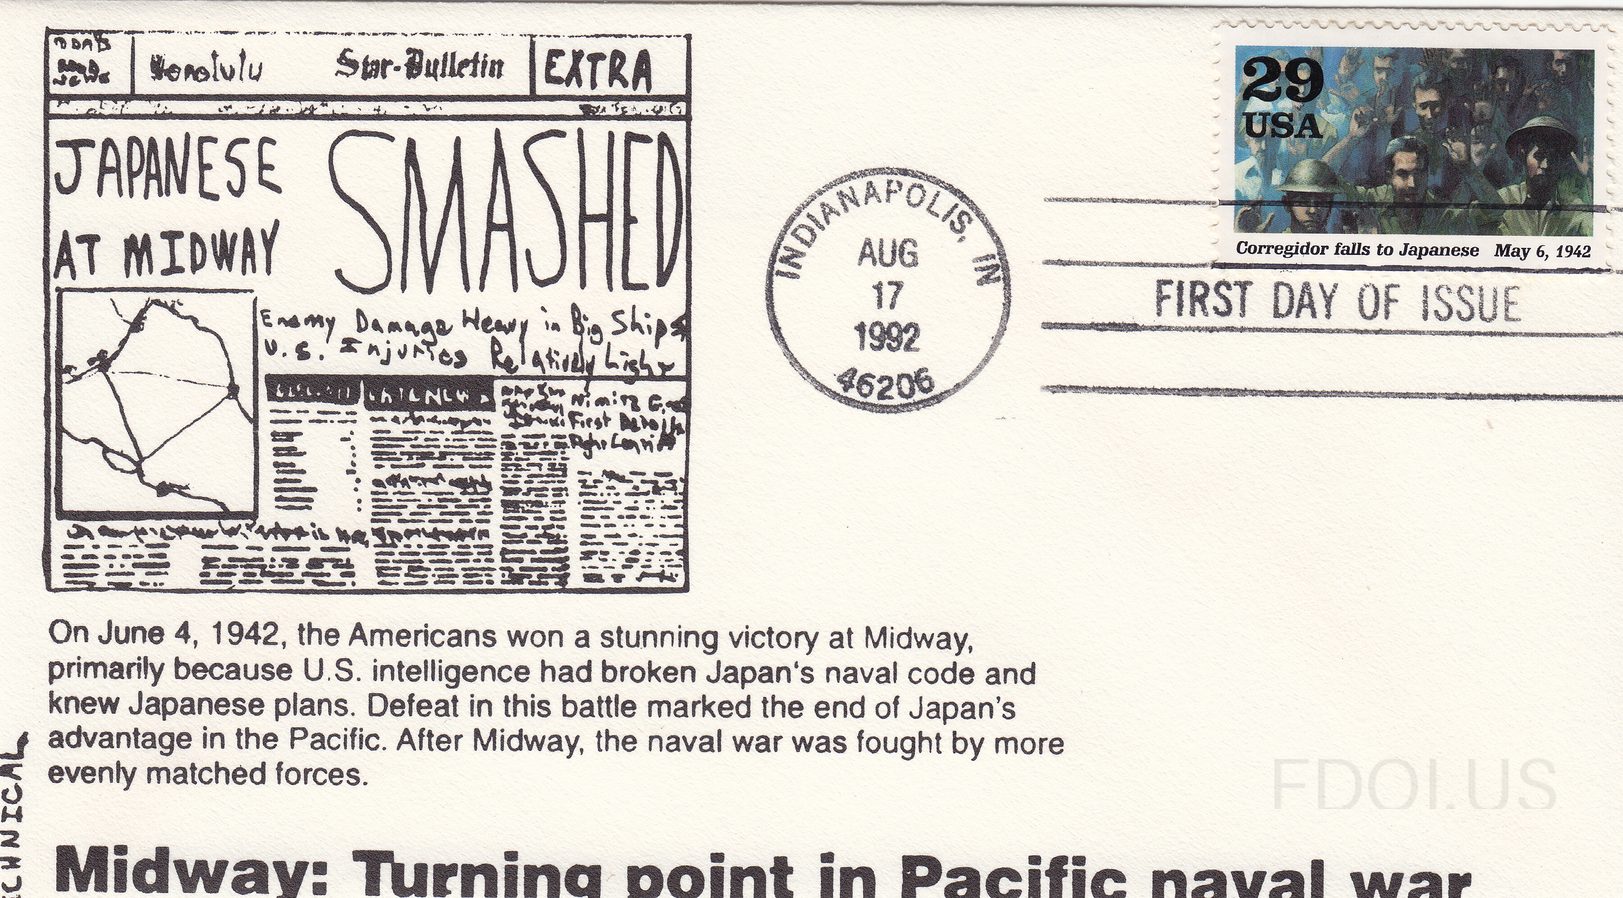 Honolulu Star-Bulletin EXTRA
JAPANESE SMASHED
AT MIDWAY
Enemy Damage Heavy in Big Ships
U.S. Injuries Relatively Light
INDIANAPOLIS, IN
AUG
17
1992
46206
29
USA
Corregidor falls to Japanese May 6, 1942
FIRST DAY OF ISSUE
On June 4, 1942, the Americans won a stunning victory at Midway,
primarily because U.S. intelligence had broken Japan's naval code and
knew Japanese plans. Defeat in this battle marked the end of Japan's
advantage in the Pacific. After Midway, the naval war was fought by more
evenly matched forces.
FDOI.US
Midway: Turning point in Pacific naval war